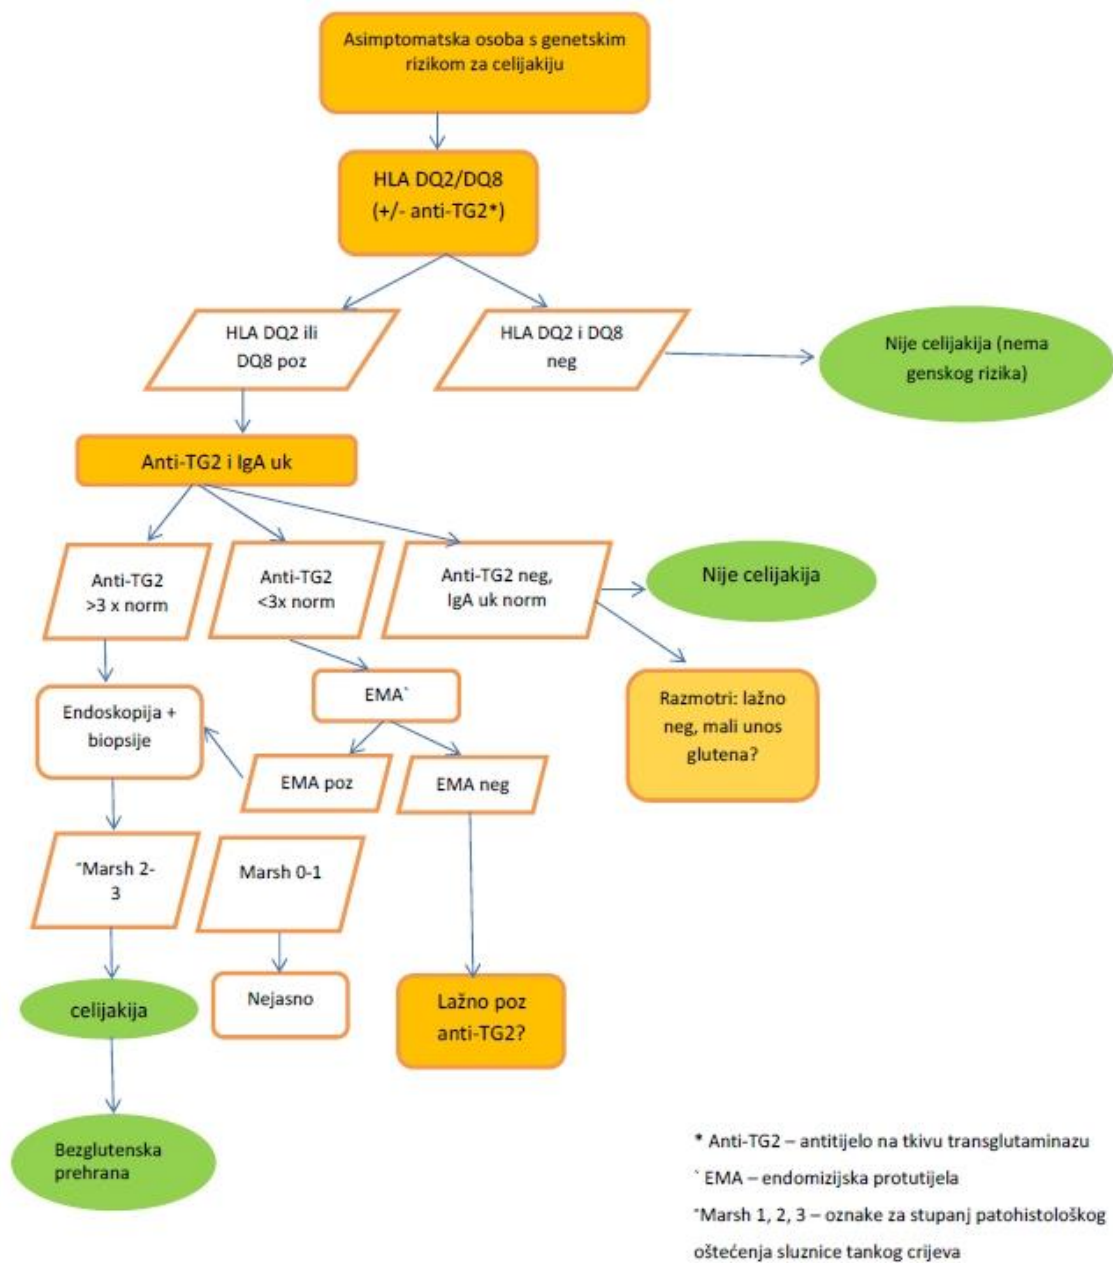 Asimptomatska osoba s genetskim
rizikom za celijakiju
HLA DQ2/DQ8
(+/- anti-TG2*)
HLA DQ2 ili
DQ8 poz
HLA DQ2 i DQ8
neg
Nije celijakija (nema
genskog rizika)
Anti-TG2 i IgA uk
Anti-TG2
>3 x norm
Anti-TG2
<3x norm
Anti-TG2 neg,
IgA uk norm
Nije celijakija
Endoskopija +
biopsije
EMA`
Razmotri: lažno
neg, mali unos
glutena?
EMA poz
EMA neg
"Marsh 2-
3
Marsh 0-1
celijakija
Nejasno
Lažno poz
anti-TG2?
Bezglutenska
prehrana
* Anti-TG2 – antitijelo na tkivu transglutaminazu
` EMA – endomizijska protutijela
"Marsh 1, 2, 3 – oznake za stupanj patohistološkog
oštećenja sluznice tankog crijeva